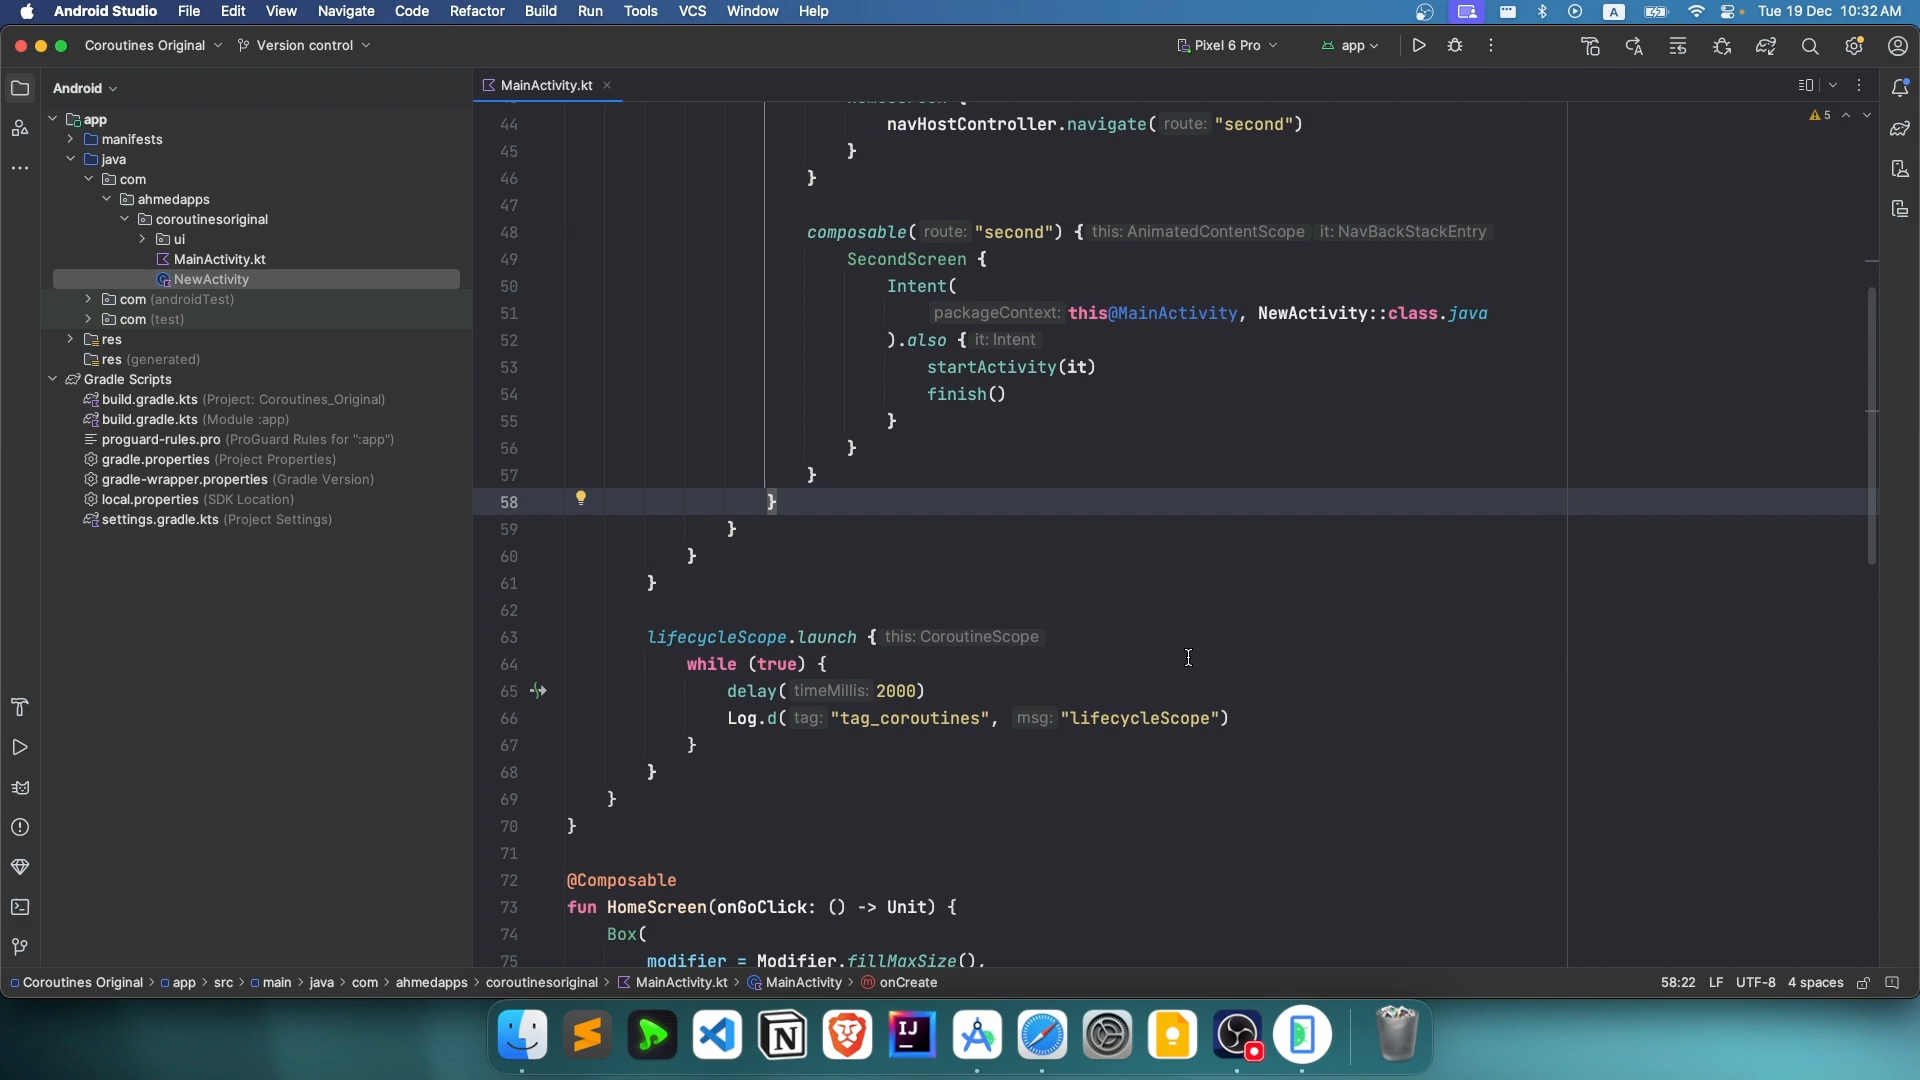 Android Studio File Edit View Navigate Code Refactor Build Run Tools VCS Window Help A Tue 19 Dec 10:32 AM
Coroutines Original Version control Pixel 6 Pro app
Android
MainActivity.kt
app
manifests
java
com
ahmedapps
coroutinesoriginal
ui
MainActivity.kt
NewActivity
com (androidTest)
com (test)
res
res (generated)
Gradle Scripts
build.gradle.kts (Project: Coroutines_Original)
build.gradle.kts (Module :app)
proguard-rules.pro (ProGuard Rules for ":app")
gradle.properties (Project Properties)
gradle-wrapper.properties (Gradle Version)
local.properties (SDK Location)
settings.gradle.kts (Project Settings)
5
44 navHostController.navigate( route: "second")
45 }
46 }
47
48 composable( route: "second") { this: AnimatedContentScope it: NavBackStackEntry
49 SecondScreen {
50 Intent(
51 packageContext: this@MainActivity, NewActivity::class.java
52 ).also { it: Intent
53 startActivity(it)
54 finish()
55 }
56 }
57 }
58 }
59 }
60 }
61 }
62
63 lifecycleScope.launch { this: CoroutineScope
64 while (true) {
65 delay( timeMillis: 2000)
66 Log.d( tag: "tag_coroutines", msg: "lifecycleScope")
67 }
68 }
69 }
70 }
71
72 @Composable
73 fun HomeScreen(onGoClick: () -> Unit) {
74 Box(
75 modifier = Modifier.fillMaxSize(),
Coroutines Original > app > src > main > java > com > ahmedapps > coroutinesoriginal > MainActivity.kt > MainActivity > onCreate 58:22 LF UTF-8 4 spaces
IJ